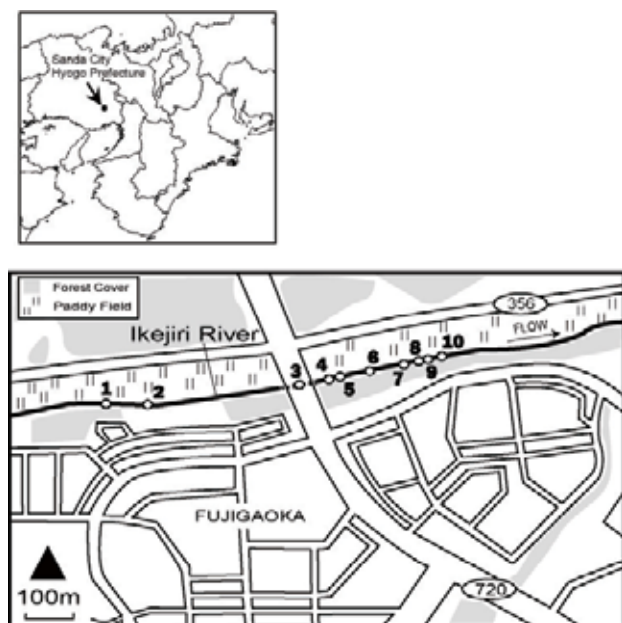 Sanda City
Hyogo Prefecture
Forest Cover
Paddy Field
356
Ikejiri River
FLOW
1
2
3
4
5
6
7
8
9
10
FUJIGAOKA
720
100m